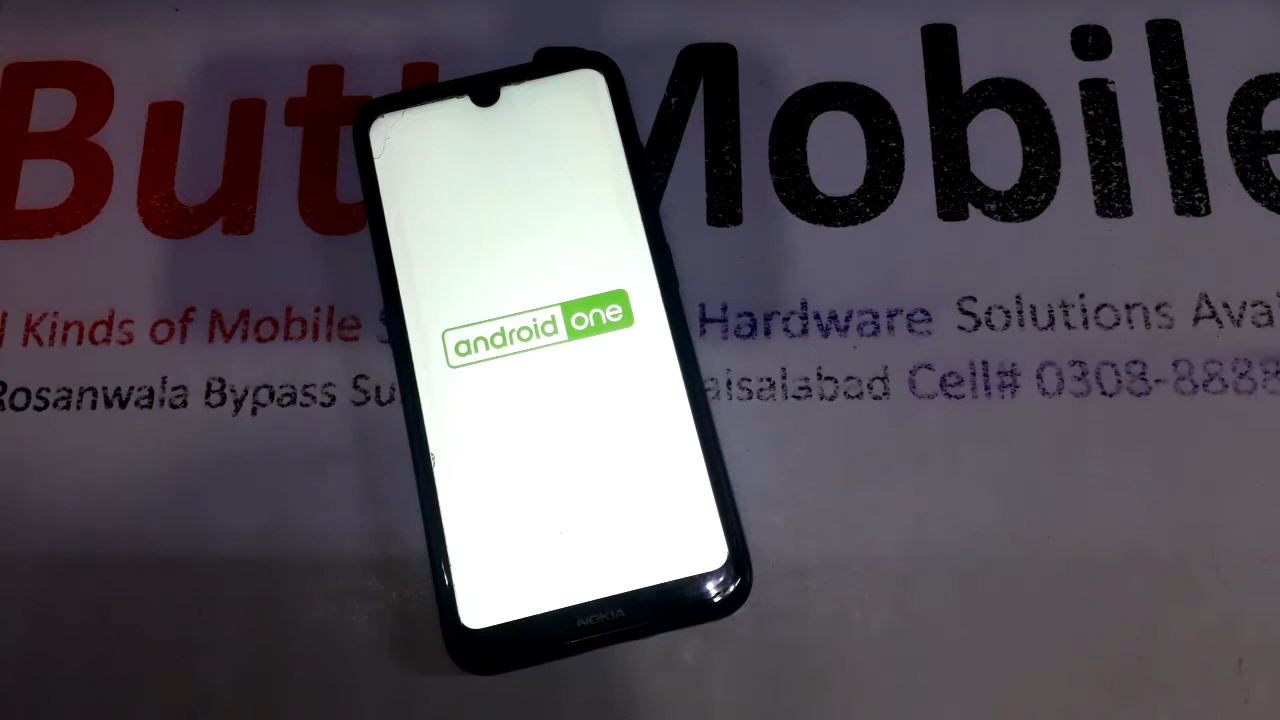 Butt Mobile
Kinds of Mobile Hardware Solutions Ava
Rosanwala Bypass Su aisalabad Cell# 0308-8888
android one
NOKIA